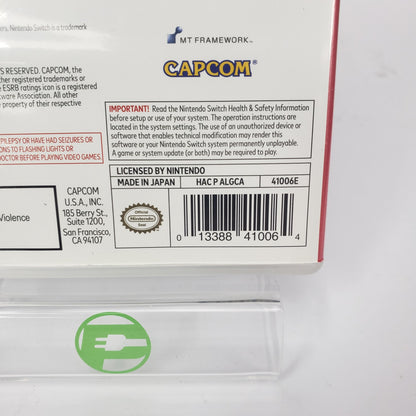 ers. Nintendo Switch is a trademark
MT FRAMEWORK™
CAPCOM®
S RESERVED. CAPCOM, the
her registered trademarks or
e ESRB ratings icon is a registered
tware Association. All other
e property of their respective
IMPORTANT! Read the Nintendo Switch Health & Safety Information
before setup or use of your system. The operation instructions are
located in the system settings. The use of an unauthorized device or
software that enables technical modification may render this
software or your Nintendo Switch system permanently unplayable.
A game or system update (or both) may be required to play.
PILEPSY OR HAVE HAD SEIZURES OR
ONS TO FLASHING LIGHTS OR
DOCTOR BEFORE PLAYING VIDEO GAMES.
LICENSED BY NINTENDO
MADE IN JAPAN HAC P ALGCA 41006E
Violence
CAPCOM
U.S.A., INC.
185 Berry St.,
Suite 1200,
San Francisco,
CA 94107
Official
Nintendo
Seal
0 13388 41006 4